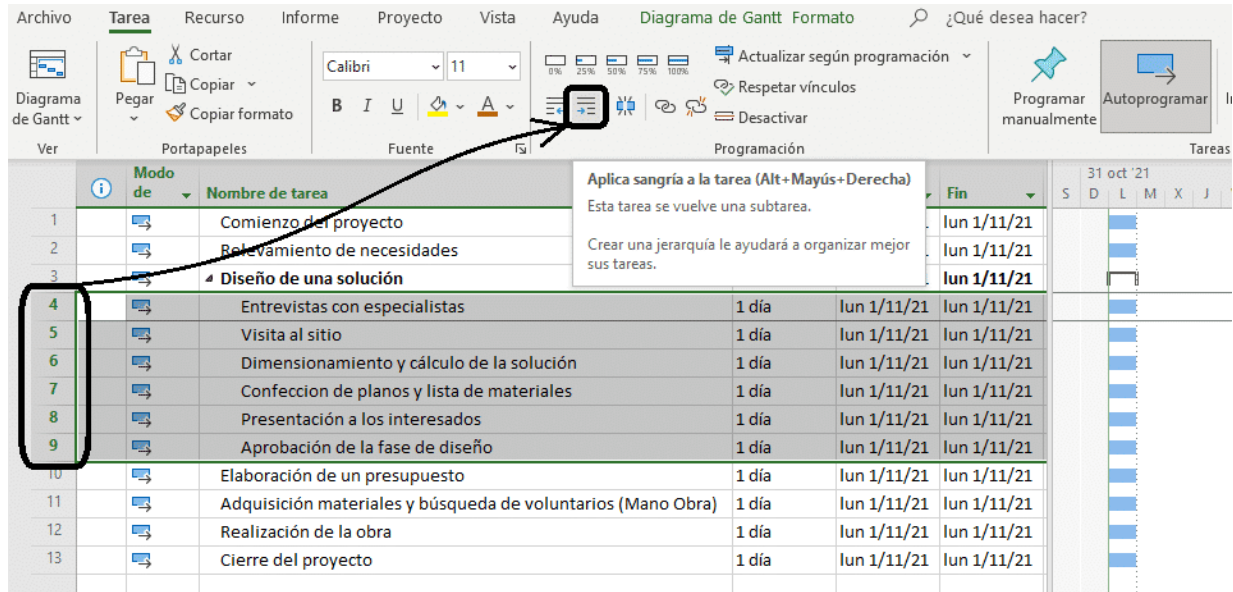 Archivo Tarea Recurso Informe Proyecto Vista Ayuda Diagrama de Gantt Formato ¿Qué desea hacer?
Diagrama de Gantt
Ver
Pegar
Cortar
Copiar
Copiar formato
Portapapeles
Calibri 11
N I U A
Fuente
0% 25% 50% 75% 100%
Actualizar según programación
Respetar vínculos
Desactivar
Programación
Programar manualmente
Autoprogramar
Tareas
Aplica sangría a la tarea (Alt+Mayús+Derecha)
Esta tarea se vuelve una subtarea.
Crear una jerarquía le ayudará a organizar mejor
sus tareas.
Modo de Nombre de tarea Fin
31 oct '21
S D L M X J
1 Comienzo del proyecto lun 1/11/21
2 Relevamiento de necesidades lun 1/11/21
3 Diseño de una solución lun 1/11/21
4 Entrevistas con especialistas 1 día lun 1/11/21 lun 1/11/21
5 Visita al sitio 1 día lun 1/11/21 lun 1/11/21
6 Dimensionamiento y cálculo de la solución 1 día lun 1/11/21 lun 1/11/21
7 Confeccion de planos y lista de materiales 1 día lun 1/11/21 lun 1/11/21
8 Presentación a los interesados 1 día lun 1/11/21 lun 1/11/21
9 Aprobación de la fase de diseño 1 día lun 1/11/21 lun 1/11/21
10 Elaboración de un presupuesto 1 día lun 1/11/21 lun 1/11/21
11 Adquisición materiales y búsqueda de voluntarios (Mano Obra) 1 día lun 1/11/21 lun 1/11/21
12 Realización de la obra 1 día lun 1/11/21 lun 1/11/21
13 Cierre del proyecto 1 día lun 1/11/21 lun 1/11/21